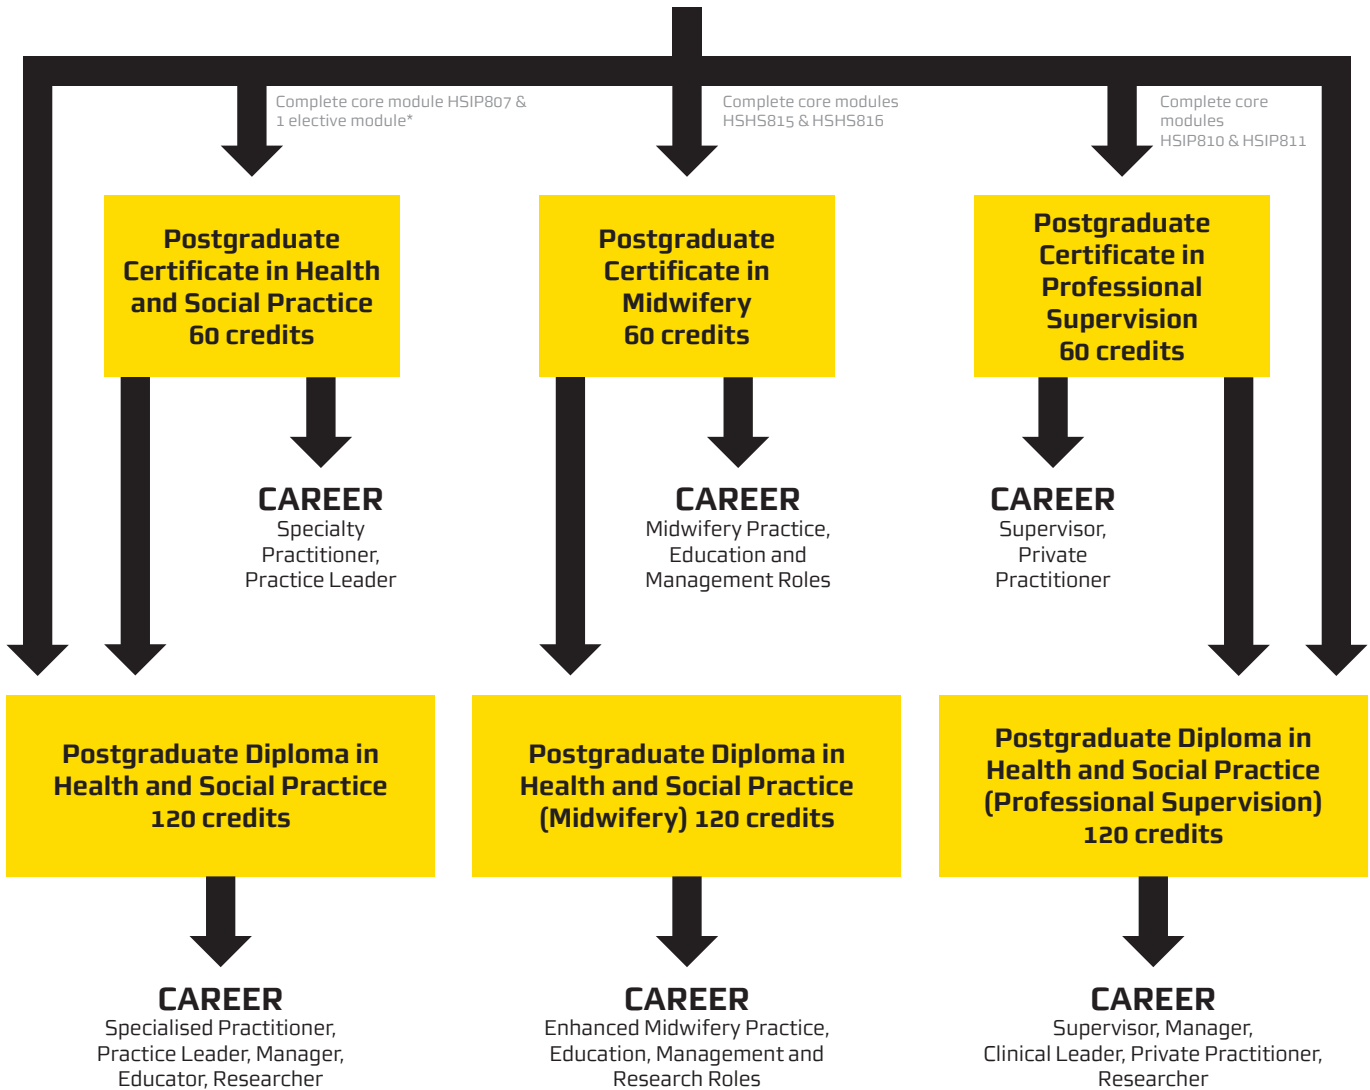 Complete core module HSIP807 &
1 elective module*
Complete core modules
HSHS815 & HSHS816
Complete core
modules
HSIP810 & HSIP811
Postgraduate
Certificate in Health
and Social Practice
60 credits
Postgraduate
Certificate in
Midwifery
60 credits
Postgraduate
Certificate in
Professional
Supervision
60 credits
CAREER
Specialty
Practitioner,
Practice Leader
CAREER
Midwifery Practice,
Education and
Management Roles
CAREER
Supervisor,
Private
Practitioner
Postgraduate Diploma in
Health and Social Practice
120 credits
Postgraduate Diploma in
Health and Social Practice
(Midwifery) 120 credits
Postgraduate Diploma in
Health and Social Practice
(Professional Supervision)
120 credits
CAREER
Specialised Practitioner,
Practice Leader, Manager,
Educator, Researcher
CAREER
Enhanced Midwifery Practice,
Education, Management and
Research Roles
CAREER
Supervisor, Manager,
Clinical Leader, Private Practitioner,
Researcher